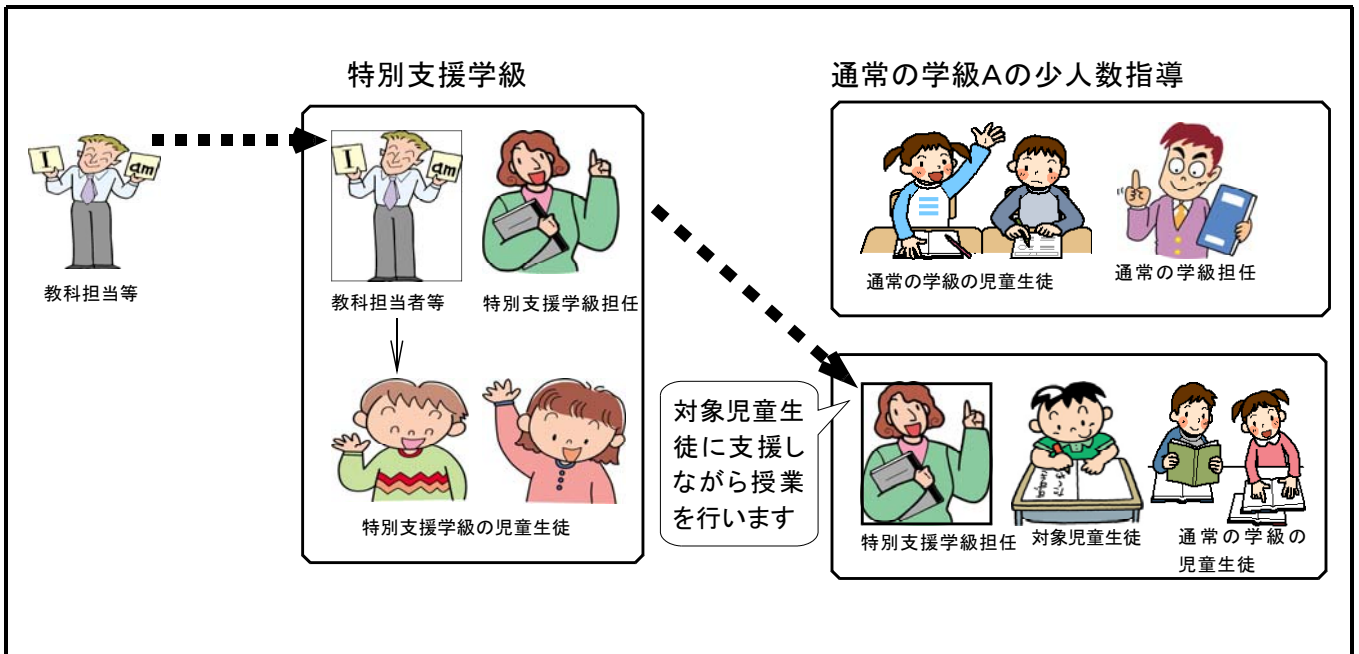 特別支援学級
通常の学級Aの少人数指導
I
am
教科担当等
I
am
教科担当者等
特別支援学級担任
特別支援学級の児童生徒
通常の学級の児童生徒
通常の学級担任
対象児童生
徒に支援し
ながら授業
を行います
特別支援学級担任
対象児童生徒
通常の学級の
児童生徒